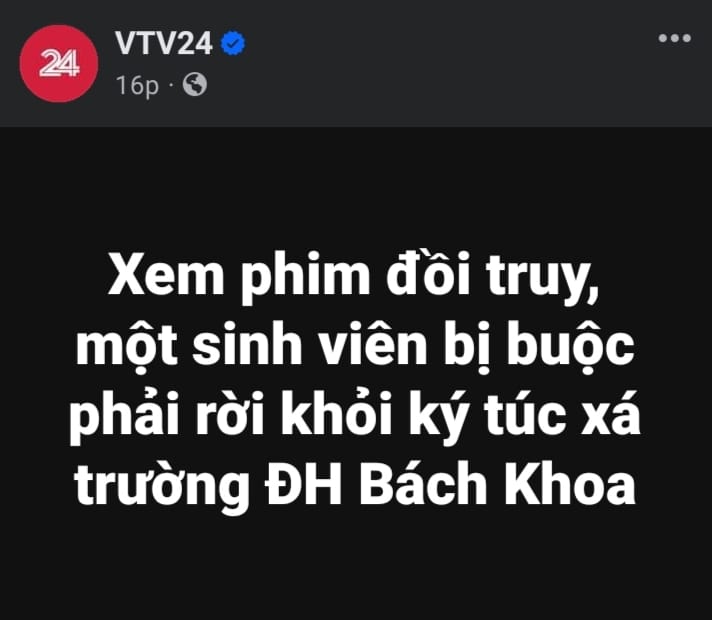 24
VTV24
16p ·
Xem phim đồi truy,
một sinh viên bị buộc
phải rời khỏi ký túc xá
trường ĐH Bách Khoa